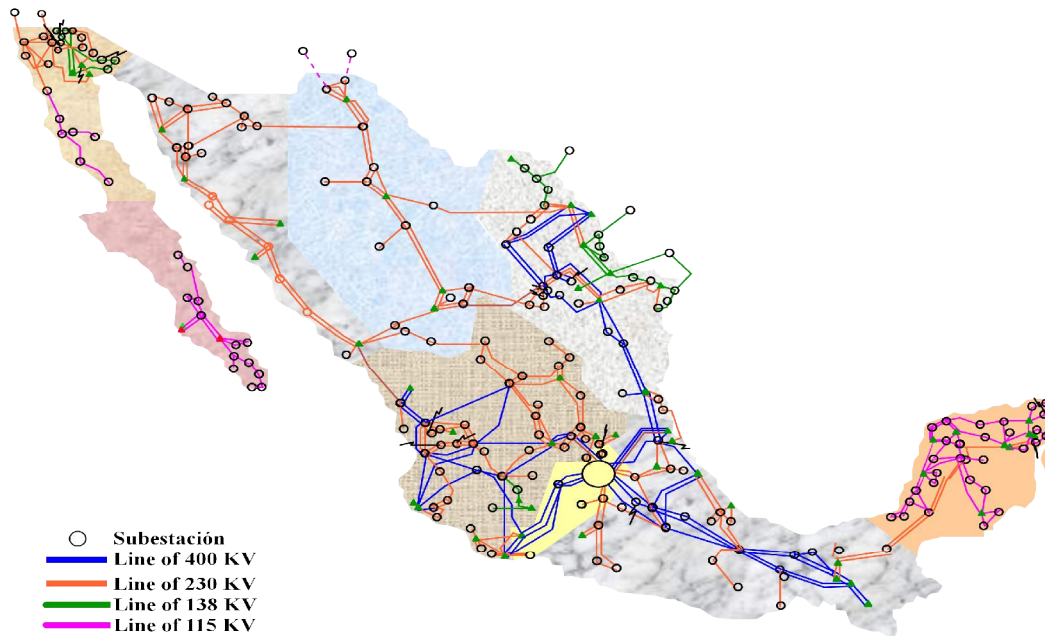 Subestación
Line of 400 KV
Line of 230 KV
Line of 138 KV
Line of 115 KV